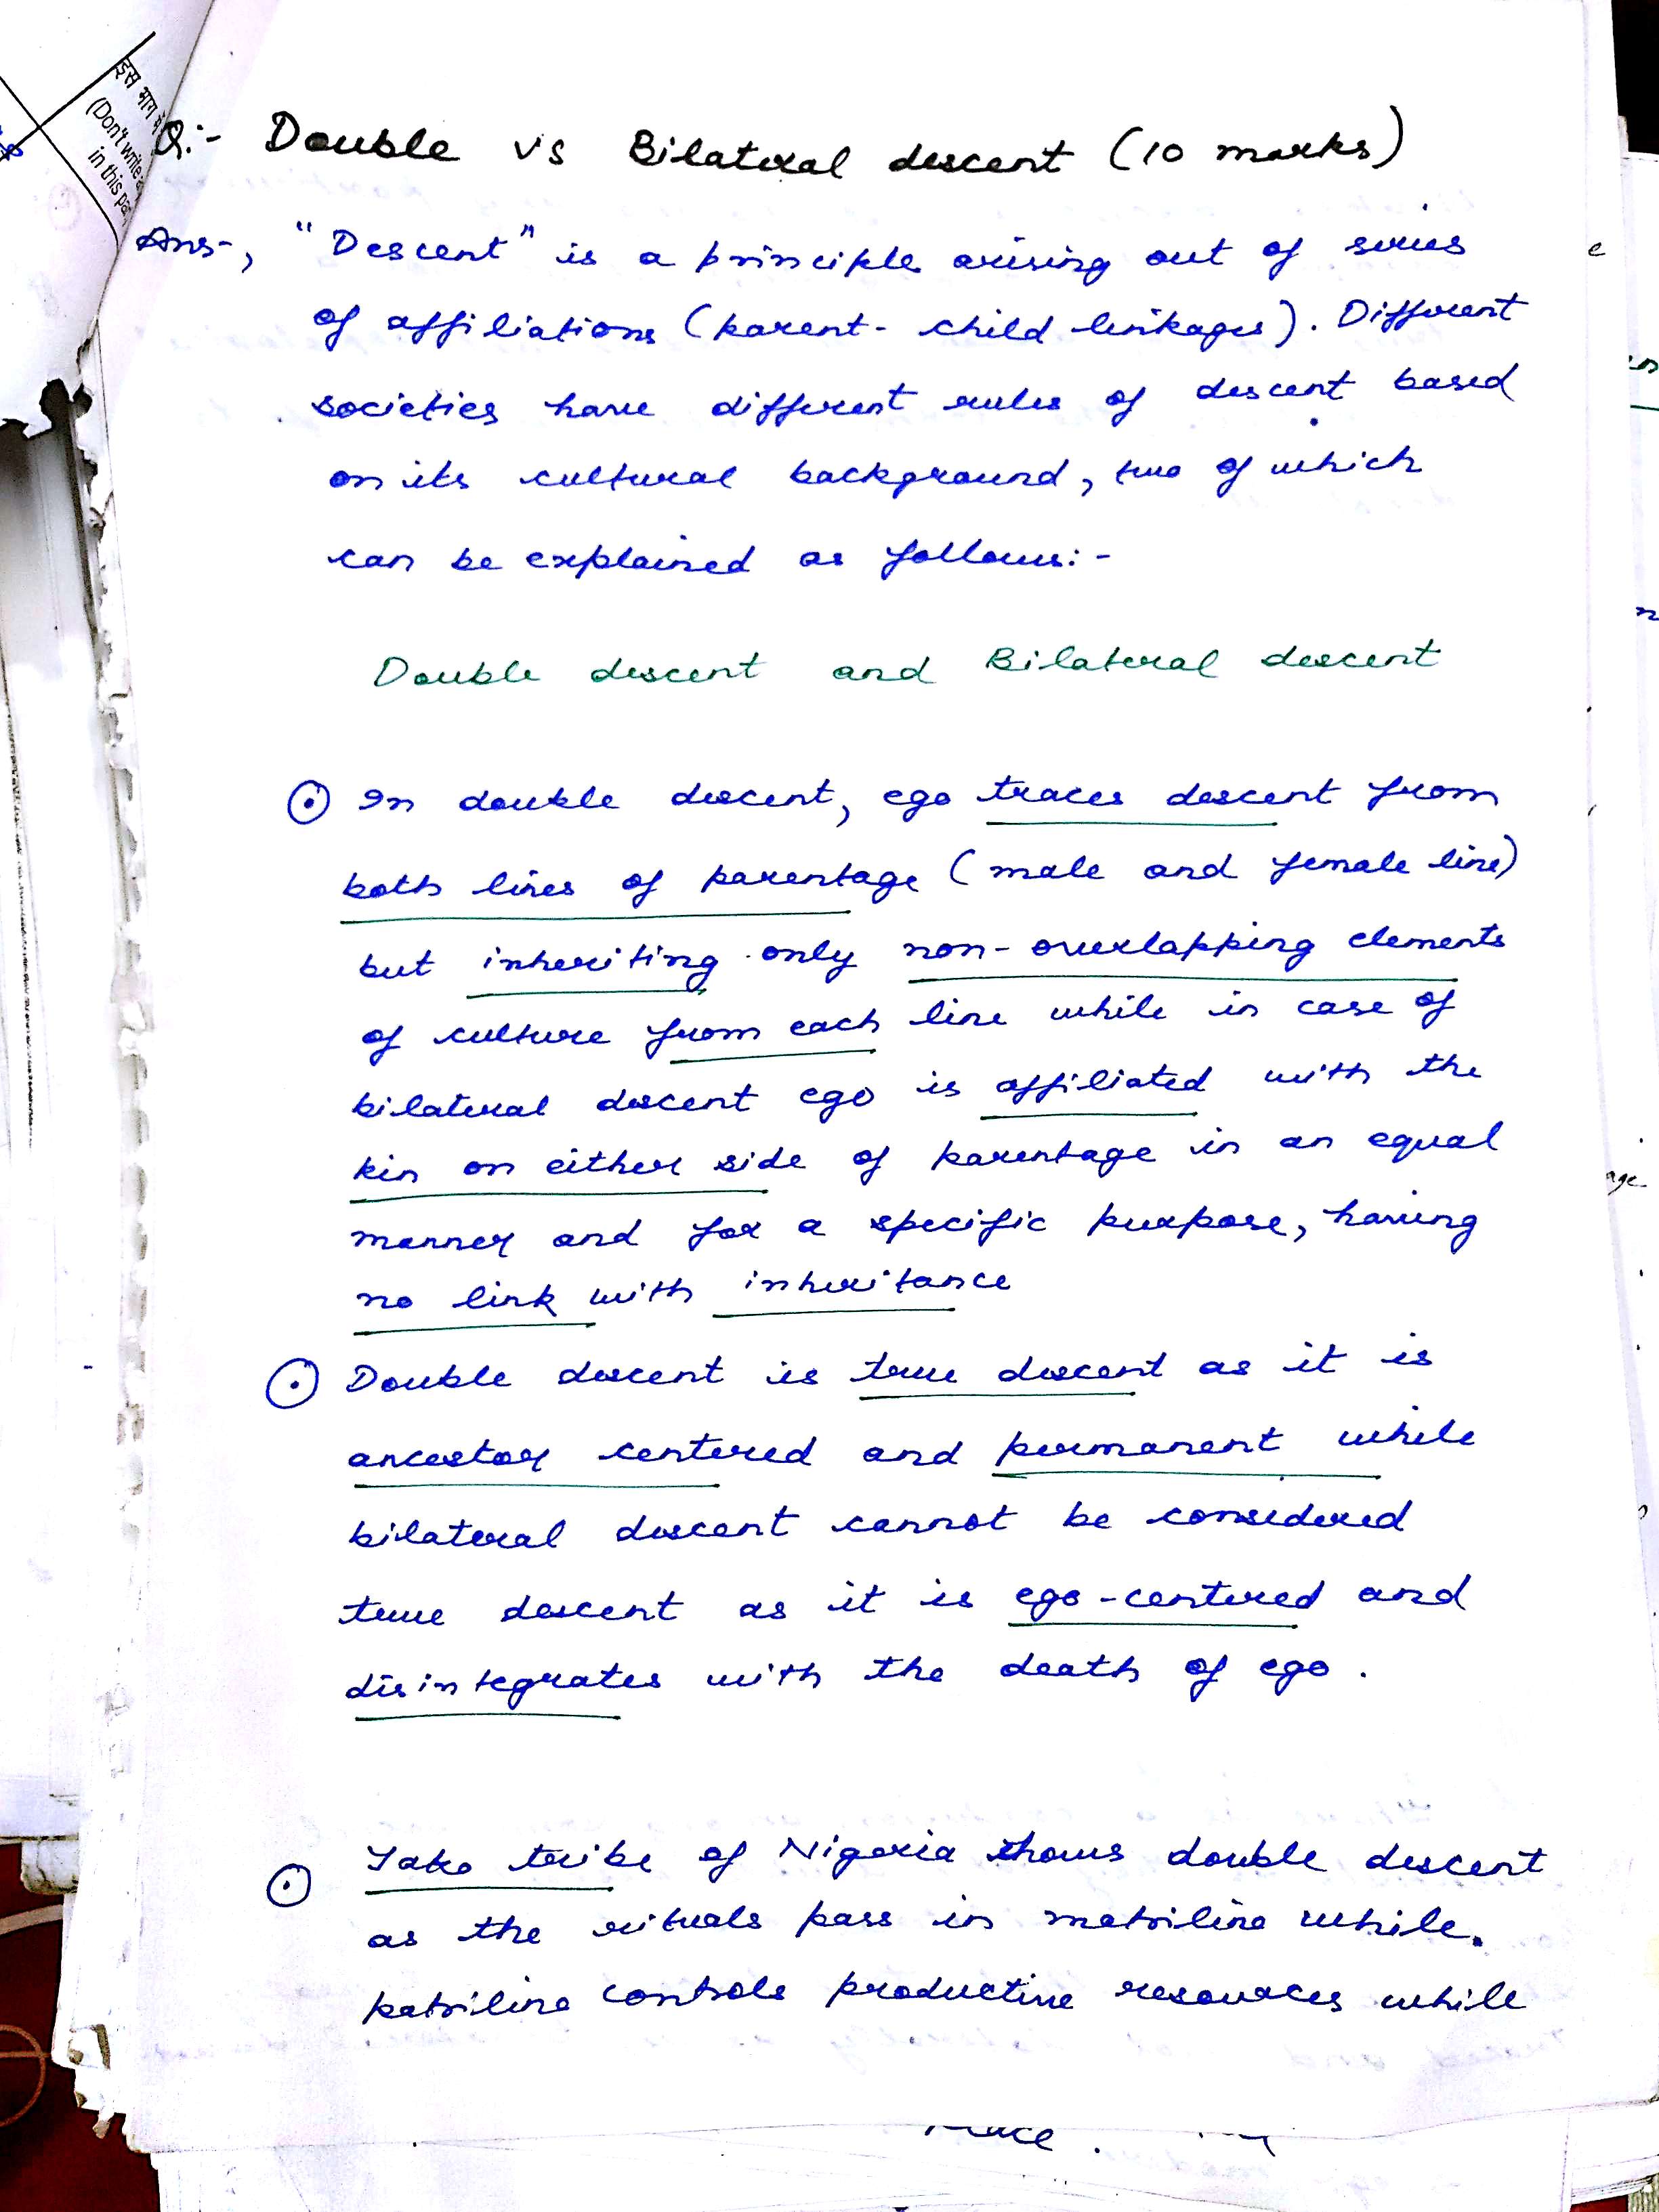 इस भाग में
(Don't write
in this pa
Q:- Double vs Bilateral descent (10 marks)
Ans-, "Descent" is a principle arising out of series
of affiliations (parent-child linkages). Different
societies have different rules of descent based
on its cultural background, two of which
can be explained as follows:-
Double descent and Bilateral descent
⊙ In double descent, ego traces descent from
both lines of parentage (male and female line)
but inheriting only non-overlapping elements
of culture from each line while in case of
bilateral descent ego is affiliated with the
kin on either side of parentage in an equal
manner and for a specific purpose, having
no link with inheritance
⊙ Double descent is true descent as it is
ancestor centered and permanent while
bilateral descent cannot be considered
true descent as it is ego-centered and
disintegrates with the death of ego.
⊙ Yako tribe of Nigeria shows double descent
as the rituals pass in matriline while.
patriline controls productive resources while